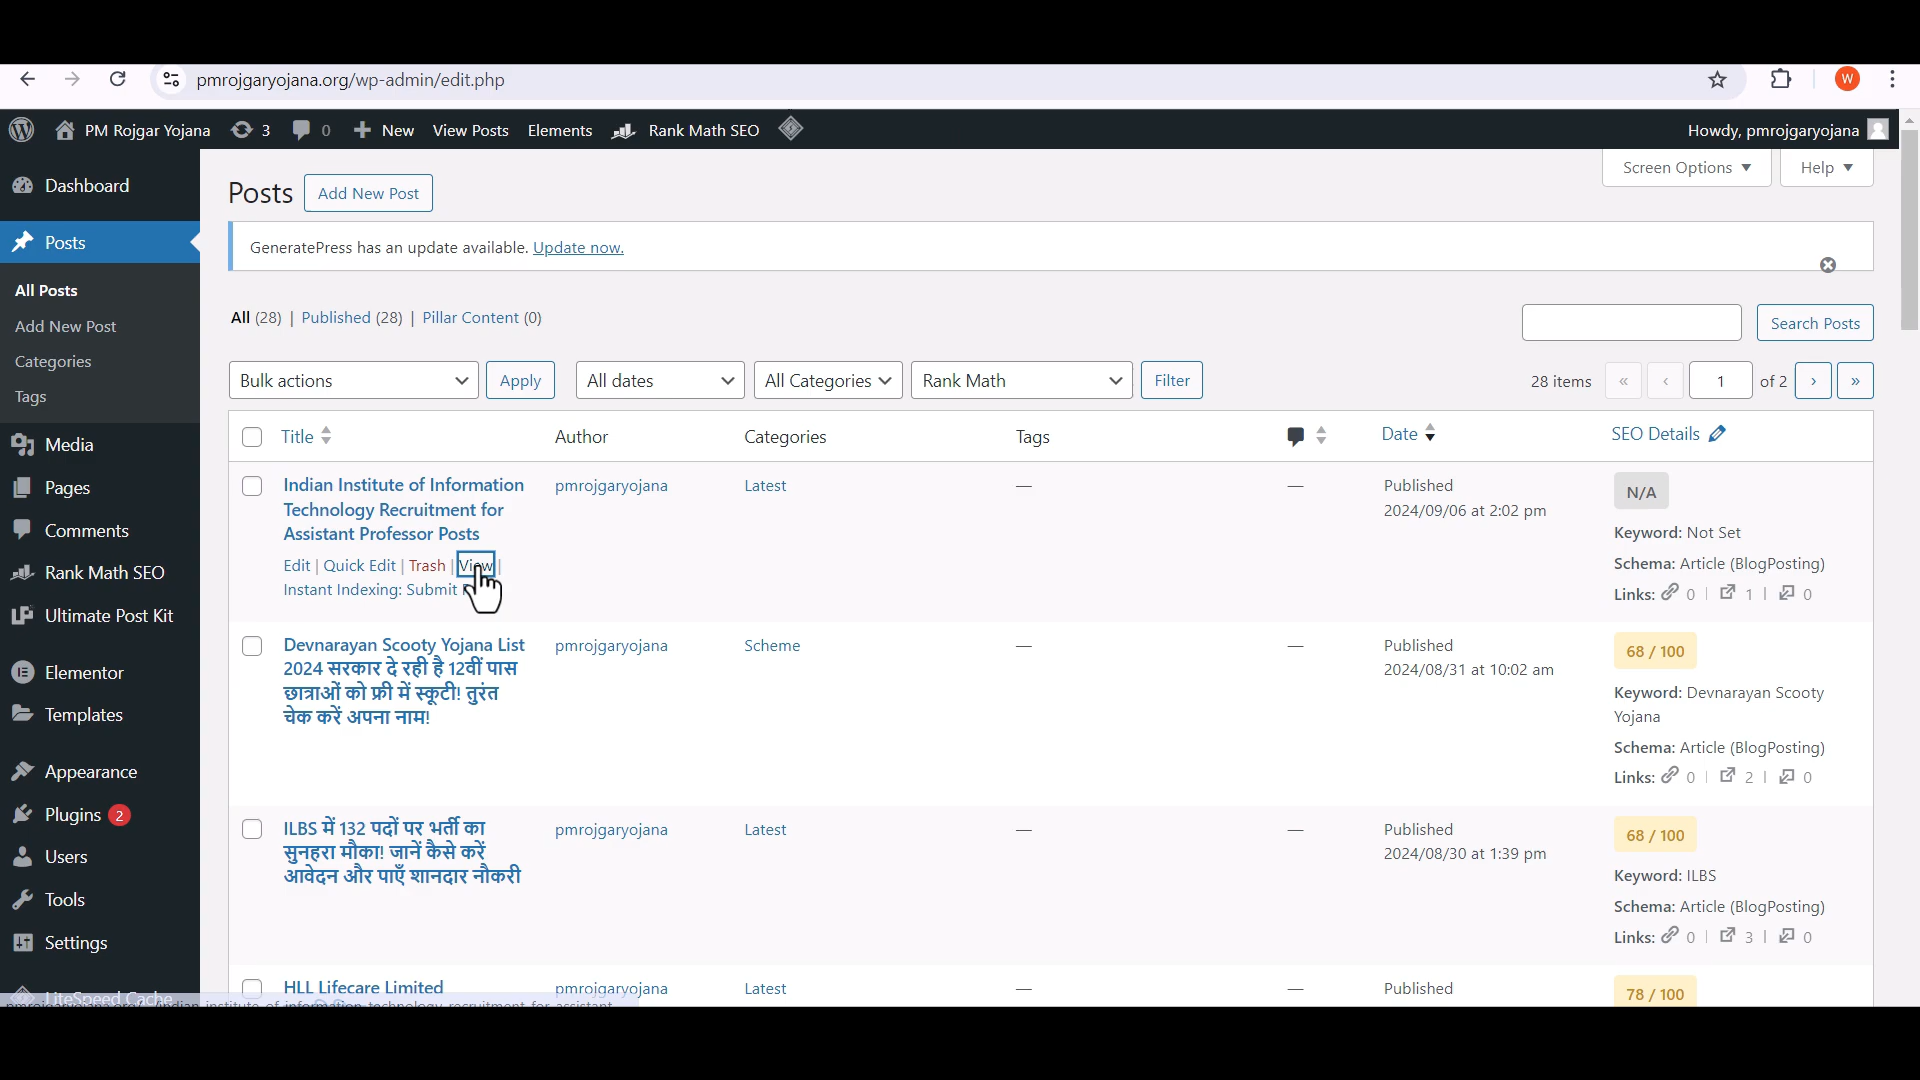 pmrojgaryojana.org/wp-admin/edit.php
W
PM Rojgar Yojana 3 0 New View Posts Elements Rank Math SEO Howdy, pmrojgaryojana
Screen Options Help
Dashboard
Posts
All Posts
Add New Post
Categories
Tags
Media
Pages
Comments
Rank Math SEO
Ultimate Post Kit
Elementor
Templates
Appearance
Plugins 2
Users
Tools
Settings
LiteSpeed Cache
Posts Add New Post
GeneratePress has an update available. Update now.
All (28) | Published (28) | Pillar Content (0)
Search Posts
Bulk actions Apply All dates All Categories Rank Math Filter 28 items « ‹ 1 of 2 › »
Title Author Categories Tags Date SEO Details
Indian Institute of Information
Technology Recruitment for
Assistant Professor Posts
Edit | Quick Edit | Trash | View |
Instant Indexing: Submit
pmrojgaryojana
Latest
—
—
Published
2024/09/06 at 2:02 pm
N/A
Keyword: Not Set
Schema: Article (BlogPosting)
Links: 0 | 1 | 0
Devnarayan Scooty Yojana List
2024 सरकार दे रही है 12वीं पास
छात्राओं को फ्री में स्कूटी! तुरंत
चेक करें अपना नाम!
pmrojgaryojana
Scheme
—
—
Published
2024/08/31 at 10:02 am
68 / 100
Keyword: Devnarayan Scooty
Yojana
Schema: Article (BlogPosting)
Links: 0 | 2 | 0
ILBS में 132 पदों पर भर्ती का
सुनहरा मौका! जानें कैसे करें
आवेदन और पाएँ शानदार नौकरी
pmrojgaryojana
Latest
—
—
Published
2024/08/30 at 1:39 pm
68 / 100
Keyword: ILBS
Schema: Article (BlogPosting)
Links: 0 | 3 | 0
HLL Lifecare Limited
pmrojgaryojana
Latest
—
—
Published
78 / 100